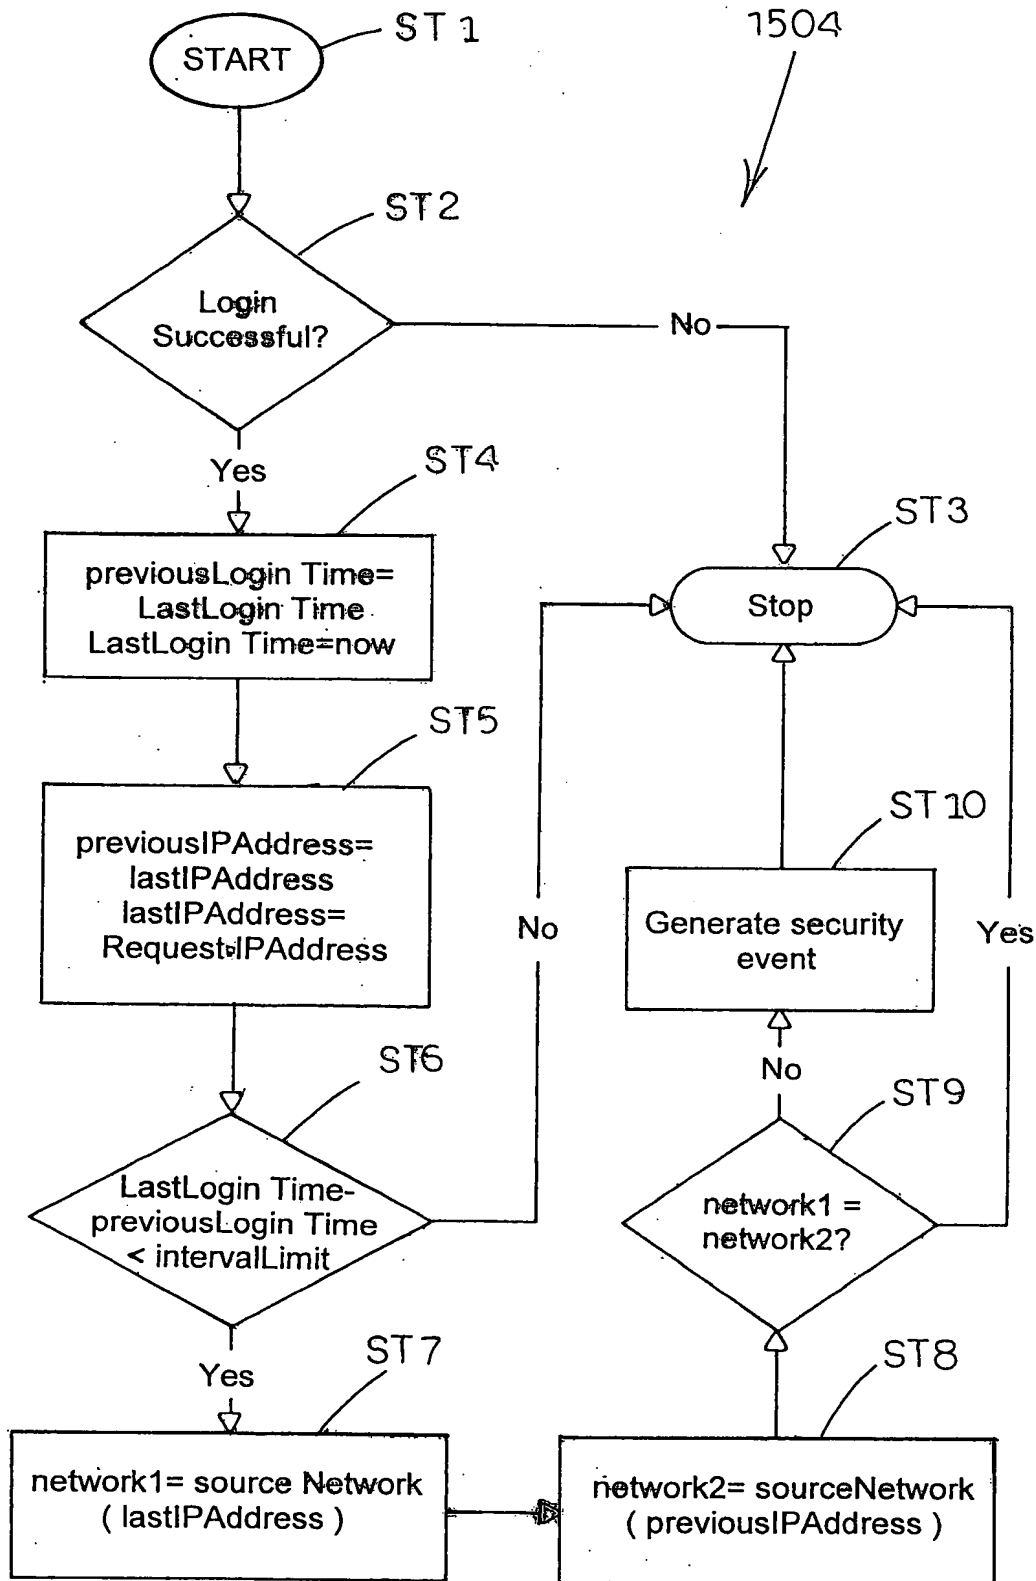 START
ST1
1504
ST2
Login
Successful?
No
Yes
ST4
previousLogin Time=
LastLogin Time
LastLogin Time=now
ST3
Stop
ST5
previousIPAddress=
lastIPAddress
lastIPAddress=
Request.IPAddress
No
ST10
Generate security
event
Yes
ST6
LastLogin Time-
previousLogin Time
< intervalLimit
No
ST9
network1 =
network2?
Yes
ST7
network1= source Network
( lastIPAddress )
ST8
network2= sourceNetwork
( previousIPAddress )